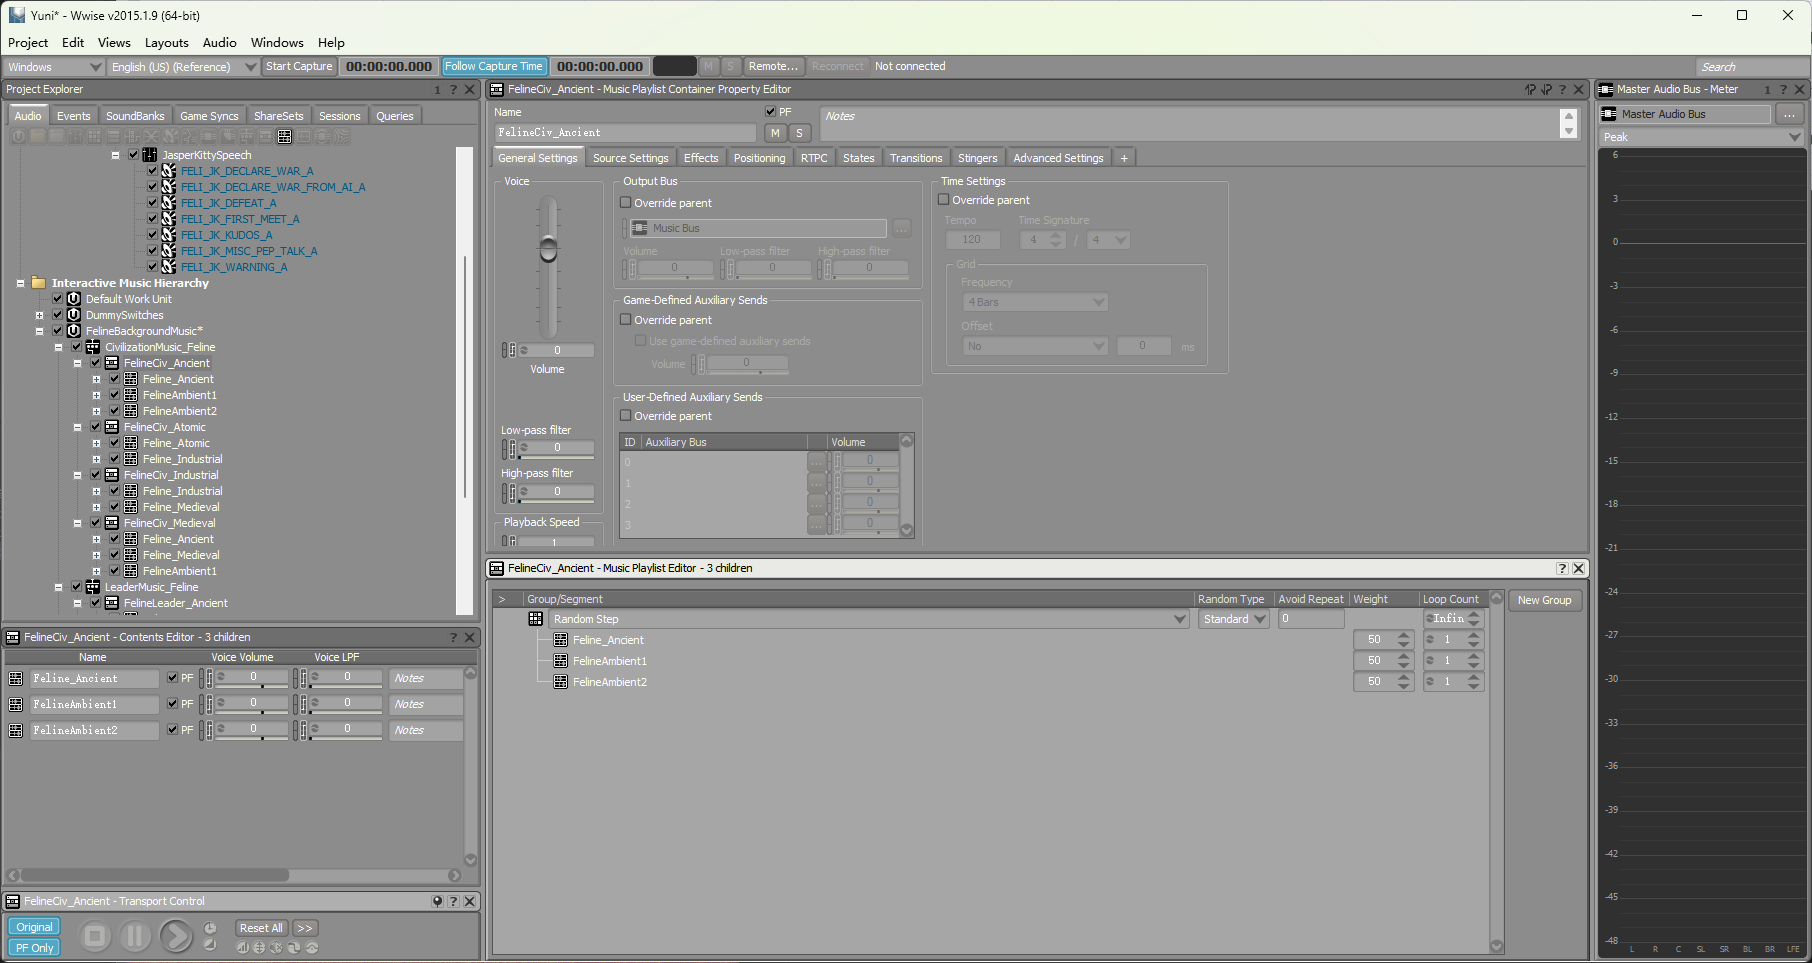 Yuni* - Wwise v2015.1.9 (64-bit)
Project Edit Views Layouts Audio Windows Help
Windows English (US) (Reference) Start Capture 00:00:00.000 Follow Capture Time 00:00:00.000 M S Remote... Reconnect Not connected Search
Project Explorer 1 ?
Audio Events SoundBanks Game Syncs ShareSets Sessions Queries
JasperKittySpeech
FELI_JK_DECLARE_WAR_A
FELI_JK_DECLARE_WAR_FROM_AI_A
FELI_JK_DEFEAT_A
FELI_JK_FIRST_MEET_A
FELI_JK_KUDOS_A
FELI_JK_MISC_PEP_TALK_A
FELI_JK_WARNING_A
Interactive Music Hierarchy
Default Work Unit
DummySwitches
FelineBackgroundMusic*
CivilizationMusic_Feline
FelineCiv_Ancient
Feline_Ancient
FelineAmbient1
FelineAmbient2
FelineCiv_Atomic
Feline_Atomic
Feline_Industrial
FelineCiv_Industrial
Feline_Industrial
Feline_Medieval
FelineCiv_Medieval
Feline_Ancient
Feline_Medieval
FelineAmbient1
LeaderMusic_Feline
FelineLeader_Ancient
FelineCiv_Ancient - Contents Editor - 3 children ?
Name Voice Volume Voice LPF
Feline_Ancient PF 0 0 Notes
FelineAmbient1 PF 0 0 Notes
FelineAmbient2 PF 0 0 Notes
FelineCiv_Ancient - Transport Control ?
Original
PF Only
Reset All >>
FelineCiv_Ancient - Music Playlist Container Property Editor ?
Name PF Notes
FelineCiv_Ancient M S
General Settings Source Settings Effects Positioning RTPC States Transitions Stingers Advanced Settings +
Voice
0
Volume
Low-pass filter
0
High-pass filter
0
Playback Speed
1
Output Bus
Override parent
Music Bus ...
Volume Low-pass filter High-pass filter
0 0 0
Game-Defined Auxiliary Sends
Override parent
Use game-defined auxiliary sends
Volume 0
User-Defined Auxiliary Sends
Override parent
ID Auxiliary Bus Volume
0 ... 0
1 ... 0
2 ... 0
3 ... 0
Time Settings
Override parent
Tempo Time Signature
120 4 / 4
Grid
Frequency
4 Bars
Offset
No 0 ms
FelineCiv_Ancient - Music Playlist Editor - 3 children ?
> Group/Segment Random Type Avoid Repeat Weight Loop Count New Group
Random Step Standard 0 Infin
Feline_Ancient 50 1
FelineAmbient1 50 1
FelineAmbient2 50 1
Master Audio Bus - Meter 1 ?
Master Audio Bus ...
Peak
6
3
0
-3
-6
-9
-12
-15
-18
-21
-24
-27
-30
-33
-36
-39
-42
-45
-48
L R C SL SR BL BR LFE